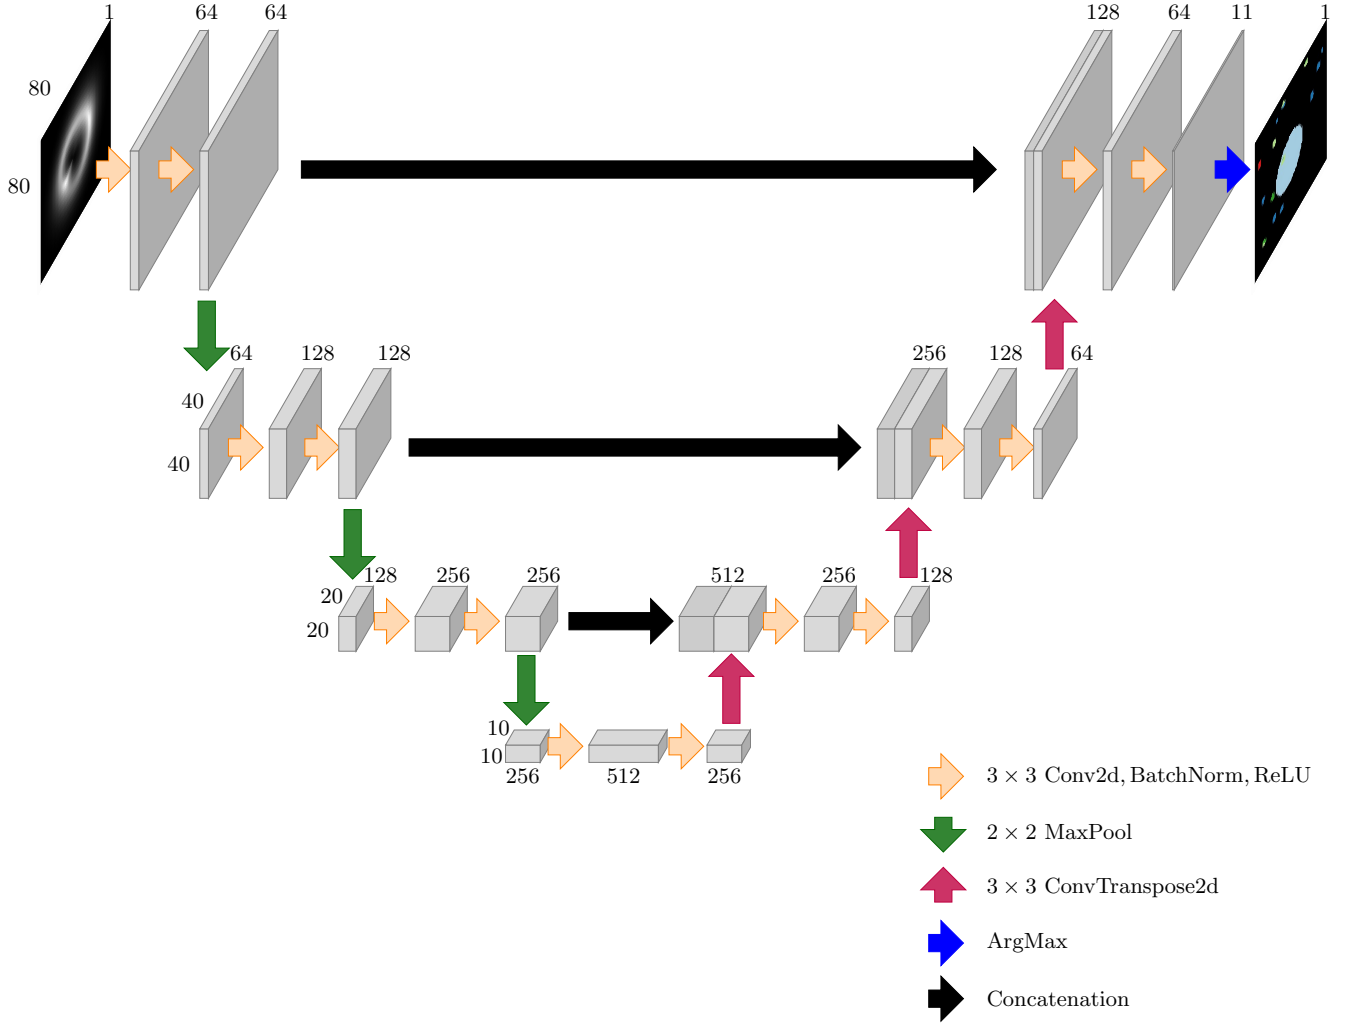 1 64 64 128 64 11 1
80
80
64 128 128 256 128 64
40
40
128 256 256 512 256 128
20
20
10
10
256 512 256
3 × 3 Conv2d, BatchNorm, ReLU
2 × 2 MaxPool
3 × 3 ConvTranspose2d
ArgMax
Concatenation